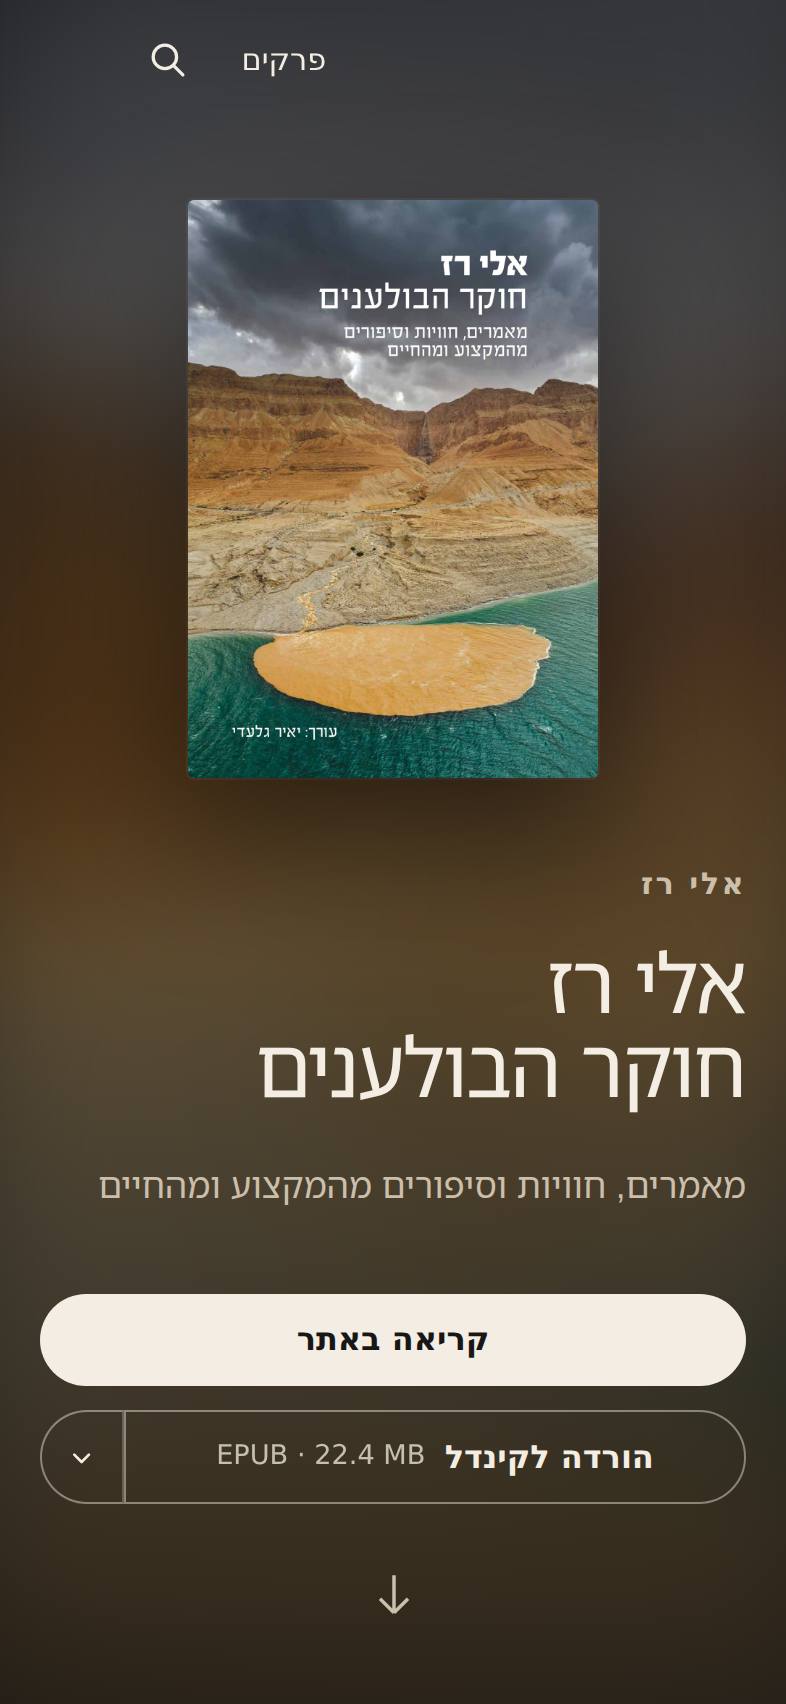 פרקים
אלי רז
חוקר הבולענים
מאמרים, חוויות וסיפורים
מהמקצוע ומהחיים
עורך: יאיר גלעדי
אלי רז
אלי רז
חוקר הבולענים
מאמרים, חוויות וסיפורים מהמקצוע ומהחיים
קריאה באתר
הורדה לקינדל EPUB · 22.4 MB